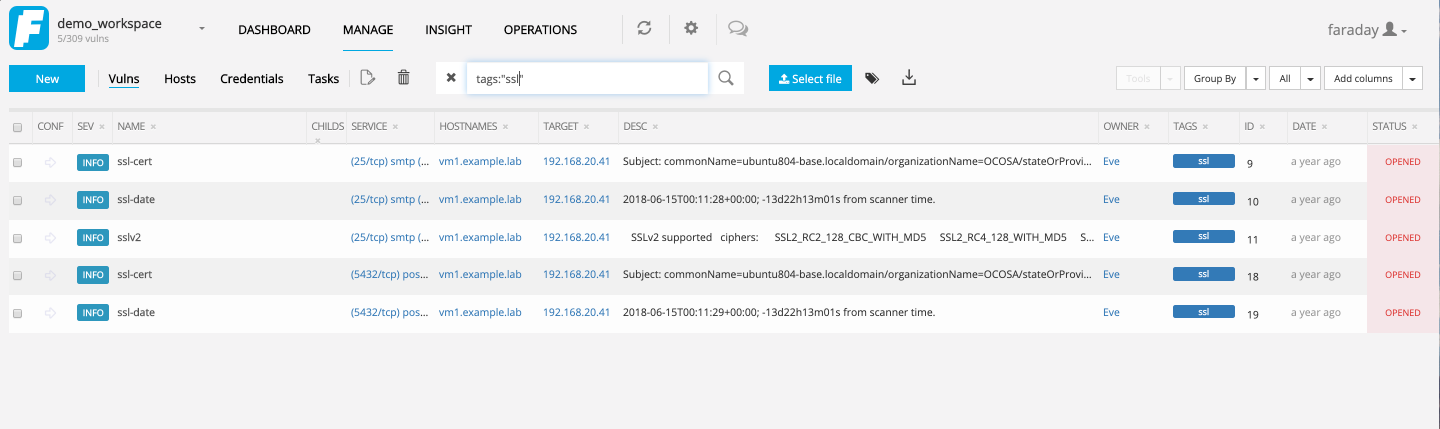 demo_workspace
5/309 vulns
DASHBOARD MANAGE INSIGHT OPERATIONS
faraday
New Vulns Hosts Credentials Tasks
tags:"ssl"
Select file
Tools Group By All Add columns
CONF SEV × NAME × CHILDS × SERVICE × HOSTNAMES × TARGET × DESC × OWNER × TAGS × ID × DATE × STATUS ×
INFO ssl-cert (25/tcp) smtp (... vm1.example.lab 192.168.20.41 Subject: commonName=ubuntu804-base.localdomain/organizationName=OCOSA/stateOrProvi... Eve ssl 9 a year ago OPENED
INFO ssl-date (25/tcp) smtp (... vm1.example.lab 192.168.20.41 2018-06-15T00:11:28+00:00; -13d22h13m01s from scanner time. Eve ssl 10 a year ago OPENED
INFO sslv2 (25/tcp) smtp (... vm1.example.lab 192.168.20.41 SSLv2 supported ciphers: SSL2_RC2_128_CBC_WITH_MD5 SSL2_RC4_128_WITH_MD5 S... Eve ssl 11 a year ago OPENED
INFO ssl-cert (5432/tcp) pos... vm1.example.lab 192.168.20.41 Subject: commonName=ubuntu804-base.localdomain/organizationName=OCOSA/stateOrProvi... Eve ssl 18 a year ago OPENED
INFO ssl-date (5432/tcp) pos... vm1.example.lab 192.168.20.41 2018-06-15T00:11:29+00:00; -13d22h13m01s from scanner time. Eve ssl 19 a year ago OPENED